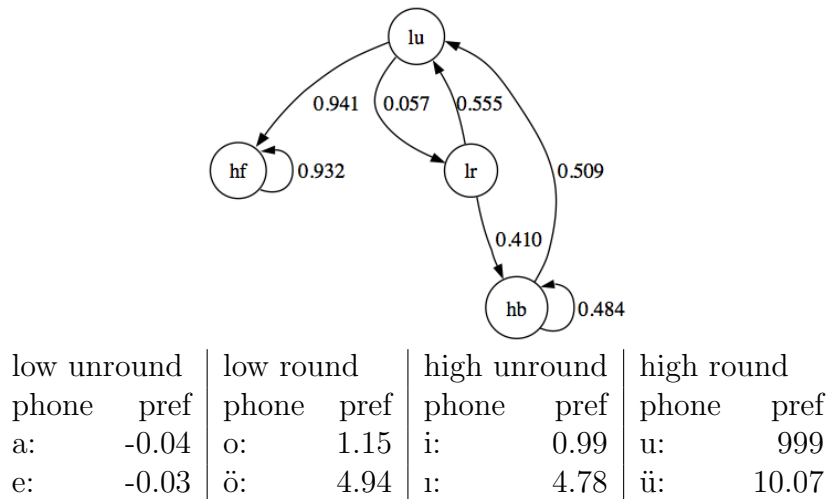 lu
0.941 0.057 0.555
hf 0.932 lr 0.509
0.410
hb 0.484
low unround low round high unround high round
phone pref phone pref phone pref phone pref
a: -0.04 o: 1.15 i: 0.99 u: 999
e: -0.03 ö: 4.94 ı: 4.78 ü: 10.07